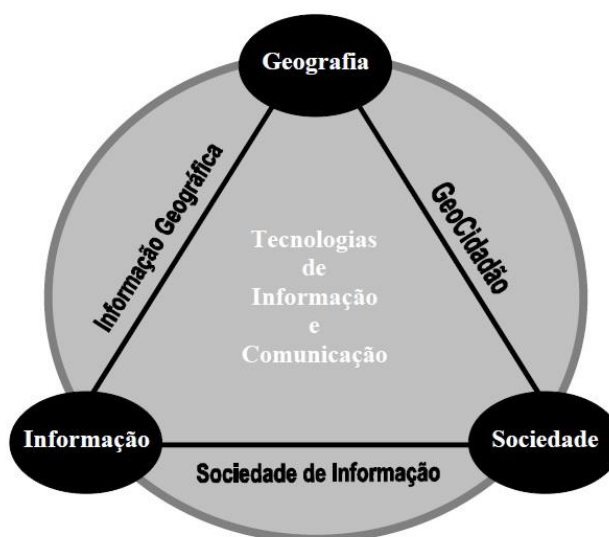 Geografia
Informação Geográfica
GeoCidadão
Tecnologias
de
Informação
e
Comunicação
Informação
Sociedade
Sociedade de Informação